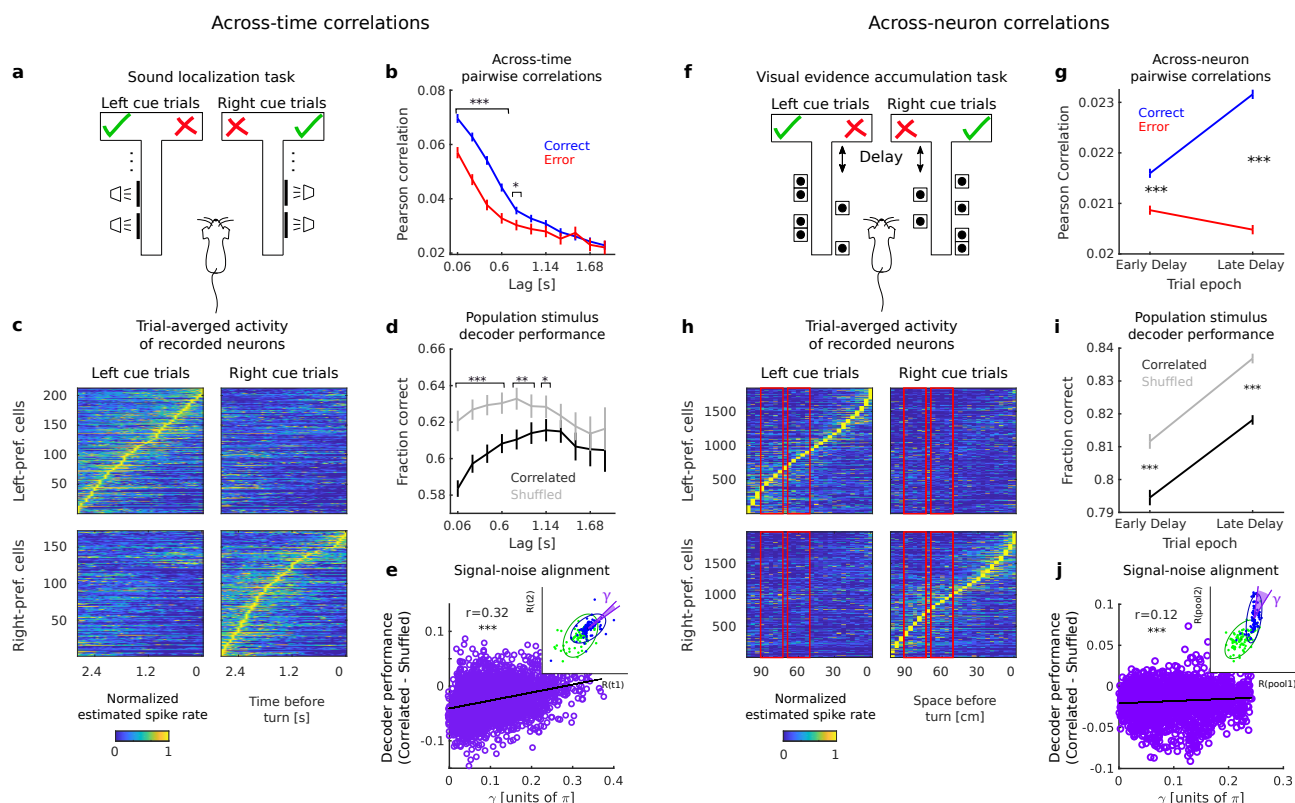 Across-time correlations
Across-neuron correlations
a
Sound localization task
Left cue trials
Right cue trials
b
Across-time
pairwise correlations
Pearson correlation
0.08
0.06
0.04
0.02
***
*
Correct
Error
0.06
0.6
1.14
1.68
Lag [s]
c
Trial-averged activity
of recorded neurons
Left cue trials
Right cue trials
Left-pref. cells
200
150
100
50
Right-pref. cells
150
100
50
2.4
1.2
0
2.4
1.2
0
Normalized
estimated spike rate
0
1
Time before
turn [s]
d
Population stimulus
decoder performance
Fraction correct
0.66
0.64
0.62
0.6
0.58
***
**
*
Correlated
Shuffled
0.06
0.6
1.14
1.68
Lag [s]
e
Signal-noise alignment
Decoder performance
(Correlated - Shuffled)
0.1
0
-0.1
r=0.32
***
R(t2)
R(t1)
γ
0
0.1
0.2
0.3
0.4
γ [units of π]
f
Visual evidence accumulation task
Left cue trials
Right cue trials
Delay
g
Across-neuron
pairwise correlations
Pearson Correlation
0.023
0.022
0.021
0.02
Correct
Error
***
***
Early Delay
Late Delay
Trial epoch
h
Trial-averged activity
of recorded neurons
Left cue trials
Right cue trials
Left-pref. cells
1500
1000
500
Right-pref. cells
1500
1000
500
90
60
0
90
60
0
Normalized
estimated spike rate
0
1
Space before
turn [cm]
i
Population stimulus
decoder performance
Fraction correct
0.84
0.83
0.82
0.81
0.8
0.79
Correlated
Shuffled
***
***
Early Delay
Late Delay
Trial epoch
j
Signal-noise alignment
Decoder performance
(Correlated - Shuffled)
0.1
0.05
0
-0.05
-0.1
r=0.12
***
R(pool2)
R(pool1)
γ
0
0.1
0.2
0.3
γ [units of π]